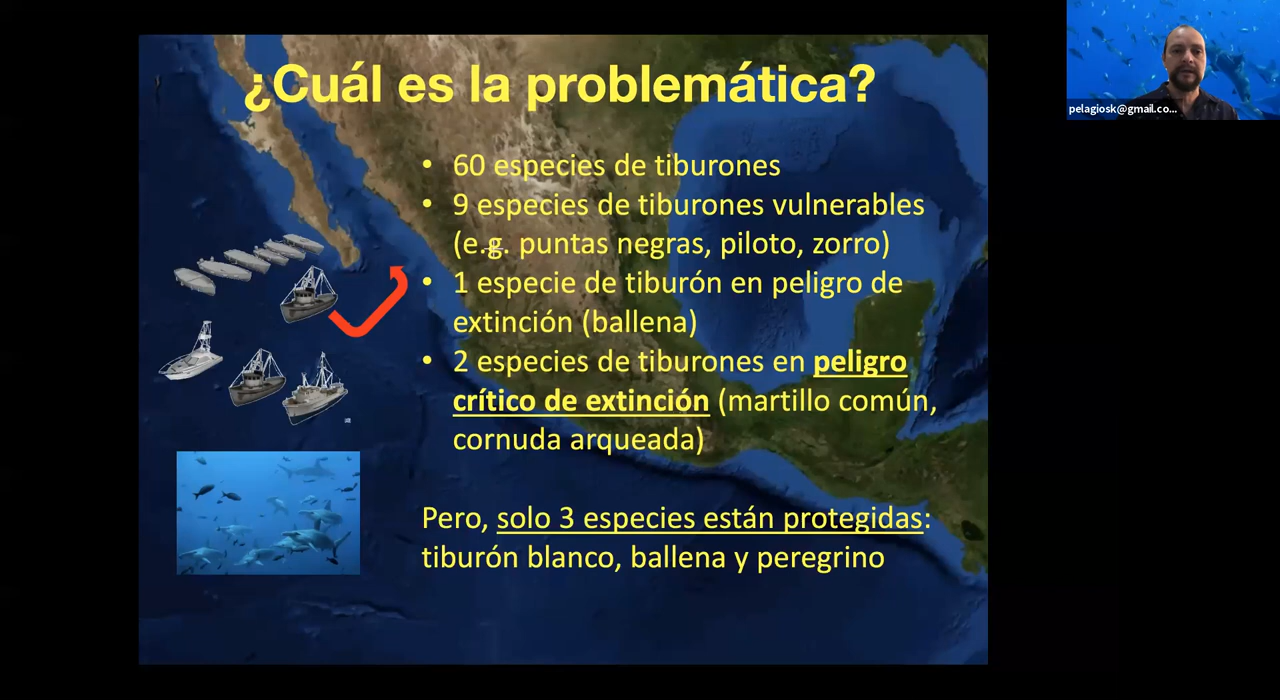 ¿Cuál es la problemática?
• 60 especies de tiburones
• 9 especies de tiburones vulnerables
(e.g. puntas negras, piloto, zorro)
• 1 especie de tiburón en peligro de
extinción (ballena)
• 2 especies de tiburones en peligro
crítico de extinción (martillo común,
cornuda arqueada)
Pero, solo 3 especies están protegidas:
tiburón blanco, ballena y peregrino
pelagiosk@gmail.co...